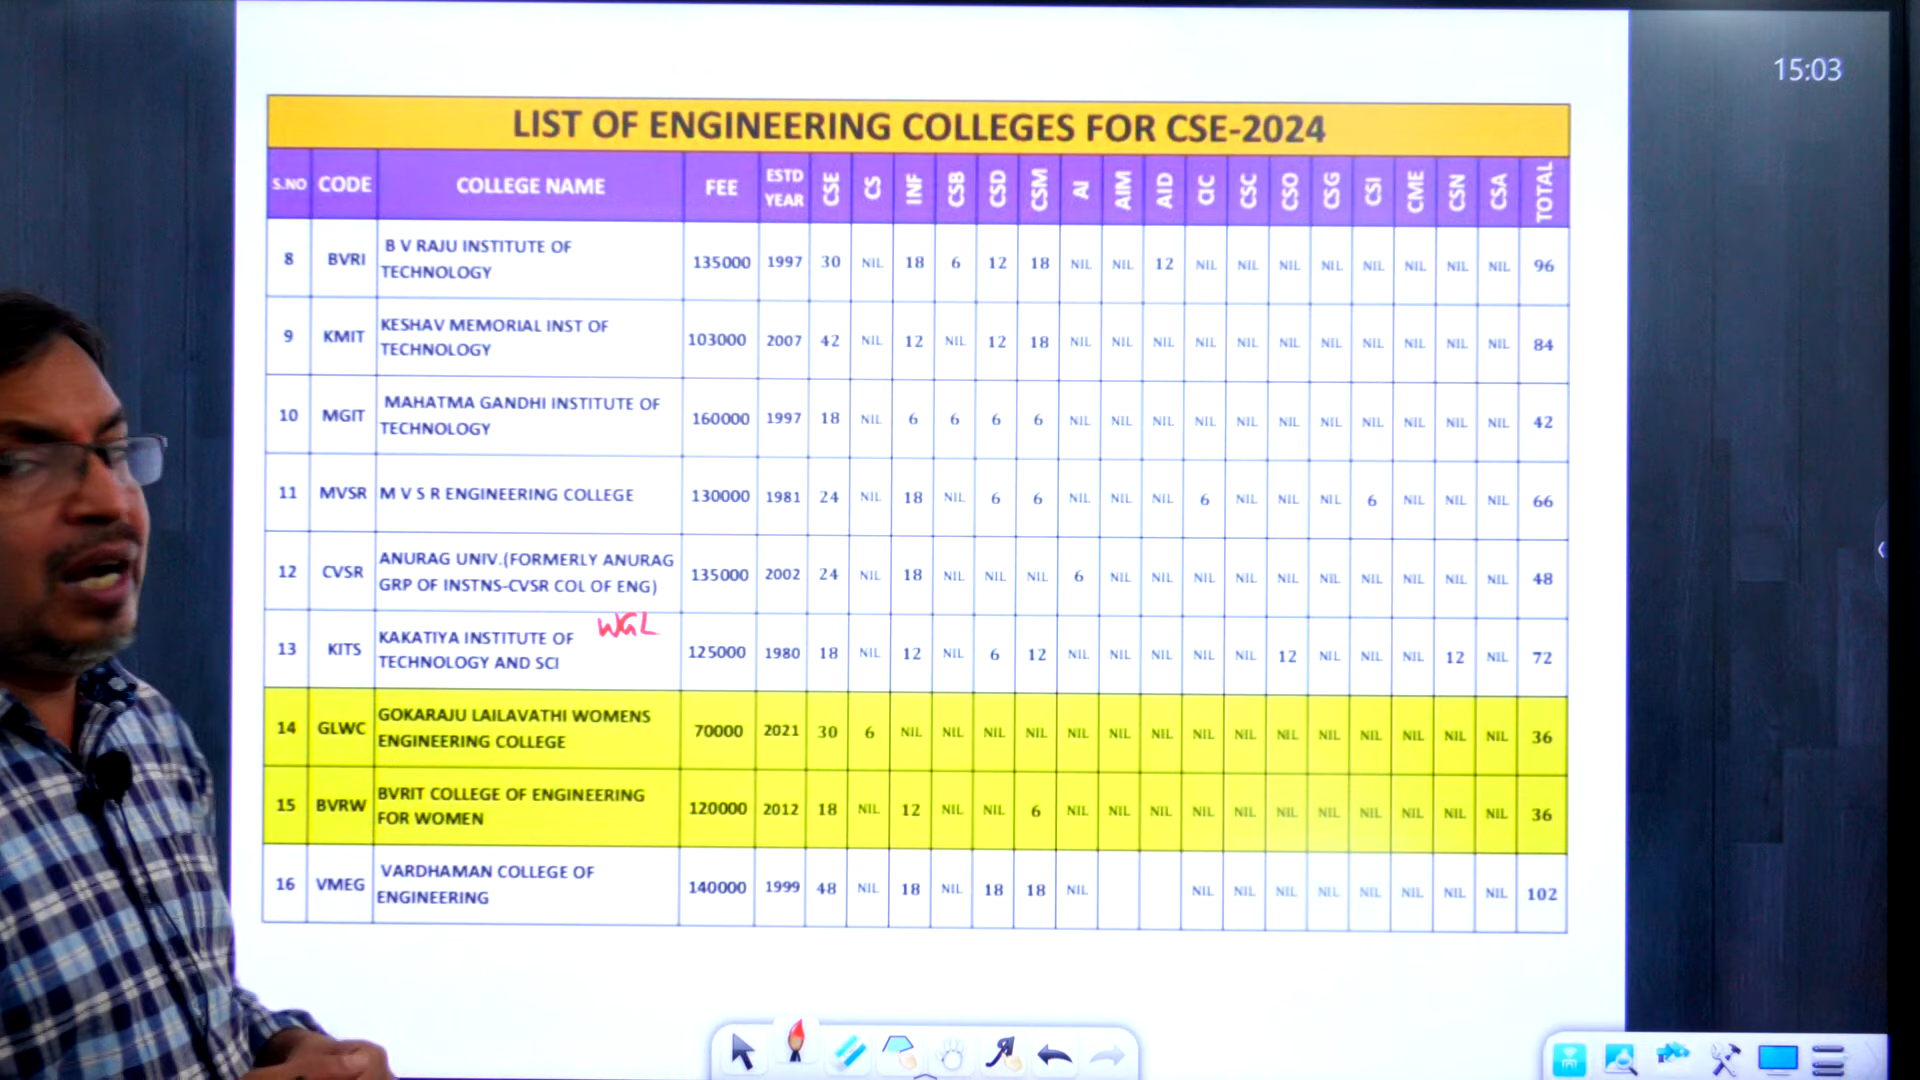 15:03
LIST OF ENGINEERING COLLEGES FOR CSE-2024
S.NO CODE COLLEGE NAME FEE ESTD YEAR CSE CS INF CSB CSD CSM AI AIM AID CIC CSC CSO CSG CSI CME CSN CSA TOTAL
8 BVRI B V RAJU INSTITUTE OF TECHNOLOGY 135000 1997 30 NIL 18 6 12 18 NIL NIL 12 NIL NIL NIL NIL NIL NIL NIL NIL 96
9 KMIT KESHAV MEMORIAL INST OF TECHNOLOGY 103000 2007 42 NIL 12 NIL 12 18 NIL NIL NIL NIL NIL NIL NIL NIL NIL NIL NIL 84
10 MGIT MAHATMA GANDHI INSTITUTE OF TECHNOLOGY 160000 1997 18 NIL 6 6 6 6 NIL NIL NIL NIL NIL NIL NIL NIL NIL NIL NIL 42
11 MVSR M V S R ENGINEERING COLLEGE 130000 1981 24 NIL 18 NIL 6 6 NIL NIL NIL 6 NIL NIL NIL 6 NIL NIL NIL 66
12 CVSR ANURAG UNIV.(FORMERLY ANURAG GRP OF INSTNS-CVSR COL OF ENG) 135000 2002 24 NIL 18 NIL NIL NIL 6 NIL NIL NIL NIL NIL NIL NIL NIL NIL NIL 48
WGL
13 KITS KAKATIYA INSTITUTE OF TECHNOLOGY AND SCI 125000 1980 18 NIL 12 NIL 6 12 NIL NIL NIL NIL NIL 12 NIL NIL NIL 12 NIL 72
14 GLWC GOKARAJU LAILAVATHI WOMENS ENGINEERING COLLEGE 70000 2021 30 6 NIL NIL NIL NIL NIL NIL NIL NIL NIL NIL NIL NIL NIL NIL NIL 36
15 BVRW BVRIT COLLEGE OF ENGINEERING FOR WOMEN 120000 2012 18 NIL 12 NIL NIL 6 NIL NIL NIL NIL NIL NIL NIL NIL NIL NIL NIL 36
16 VMEG VARDHAMAN COLLEGE OF ENGINEERING 140000 1999 48 NIL 18 NIL 18 18 NIL NIL NIL NIL NIL NIL NIL NIL NIL 102